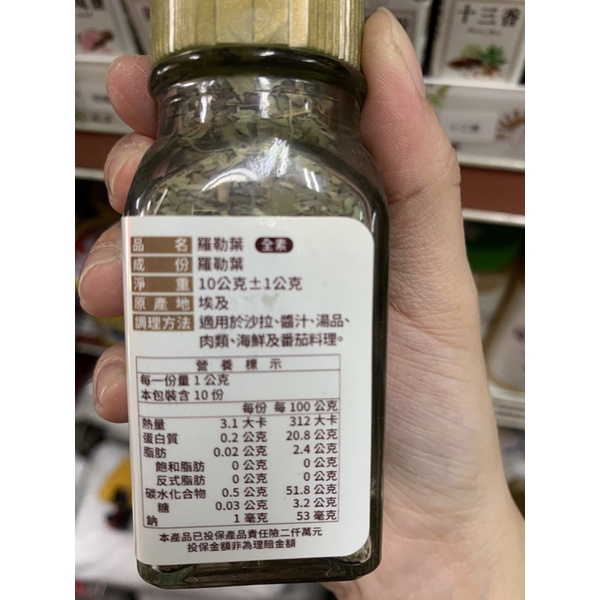 十三香
品名 羅勒葉 全素
成份 羅勒葉
淨重 10公克±1公克
原產地 埃及
調理方法 適用於沙拉、醬汁、湯品、
肉類、海鮮及番茄料理。
營養標示
每一份量 1 公克
本包裝含 10 份
每份 每 100 公克
熱量 3.1 大卡 312 大卡
蛋白質 0.2 公克 20.8 公克
脂肪 0.02 公克 2.4 公克
飽和脂肪 0 公克 0 公克
反式脂肪 0 公克 0 公克
碳水化合物 0.5 公克 51.8 公克
糖 0.03 公克 3.2 公克
鈉 1 毫克 53 毫克
本產品已投保產品責任險二仟萬元
投保金額非為理賠金額